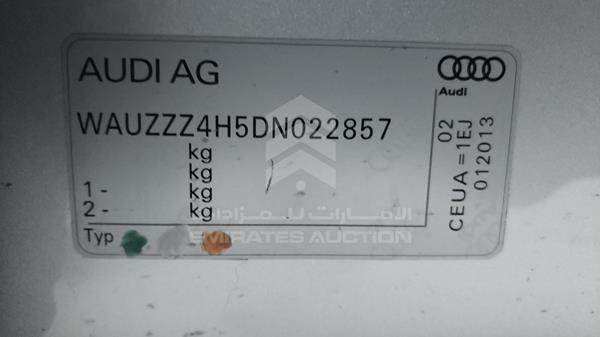 AUDI AG
Audi
WAUZZZ4H5DN022857
kg
kg
1- kg
2- kg
Typ
02
CEUA=1EJ
012013
الإمارات للمزادات
EMIRATES AUCTION